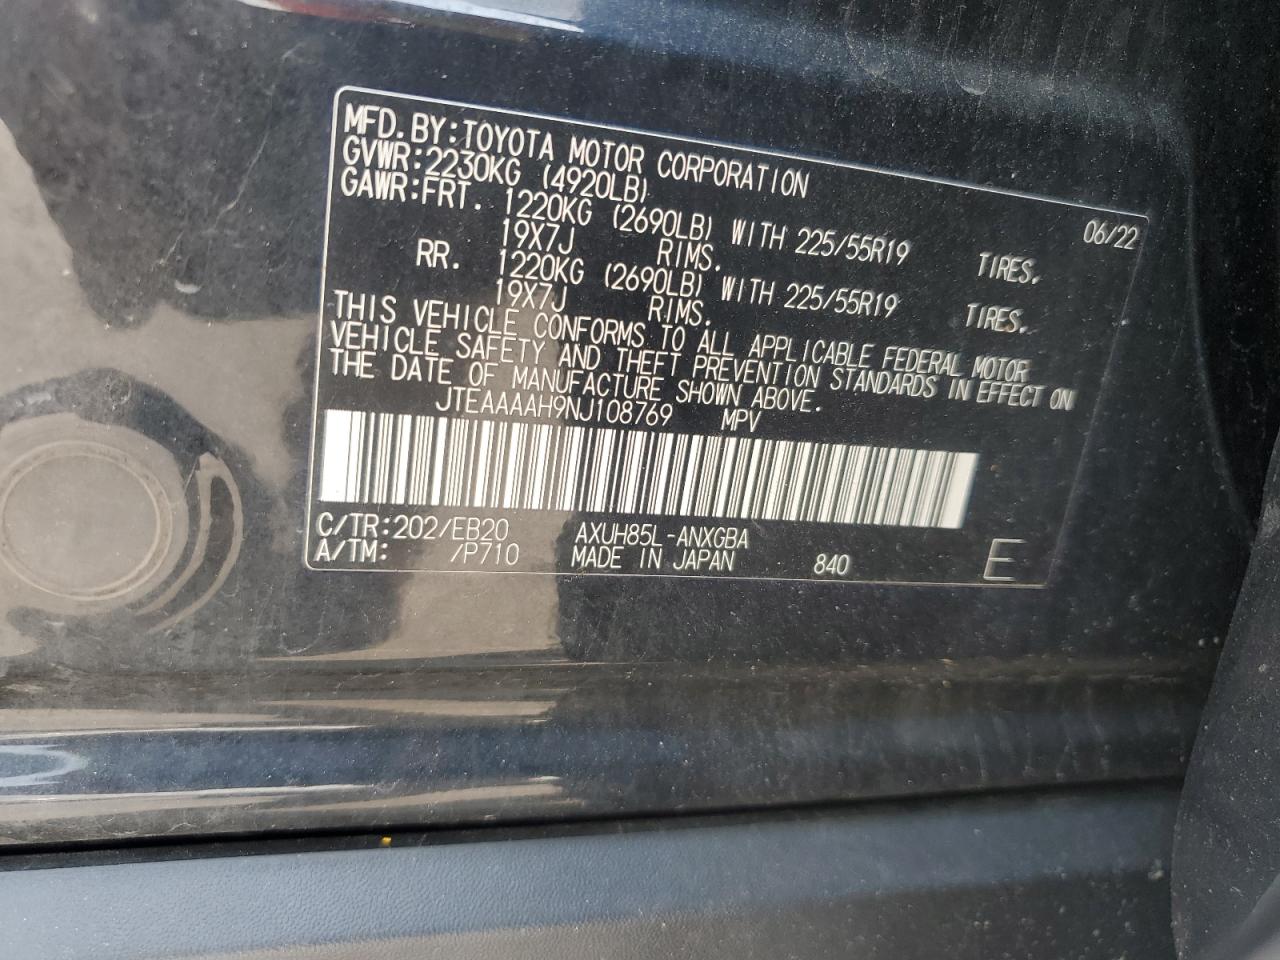 MFD.BY:TOYOTA MOTOR CORPORATION 06/22
GVWR:2230KG (4920LB)
GAWR:FRT. 1220KG (2690LB) WITH 225/55R19 TIRES,
19X7J RIMS.
RR. 1220KG (2690LB) WITH 225/55R19 TIRES,
19X7J RIMS.
THIS VEHICLE CONFORMS TO ALL APPLICABLE FEDERAL MOTOR
VEHICLE SAFETY AND THEFT PREVENTION STANDARDS IN EFFECT ON
THE DATE OF MANUFACTURE SHOWN ABOVE.
JTEAAAAH9NJ108769 MPV
C/TR:202/EB20 AXUH85L-ANXGBA
A/TM: /P710 MADE IN JAPAN 840 E